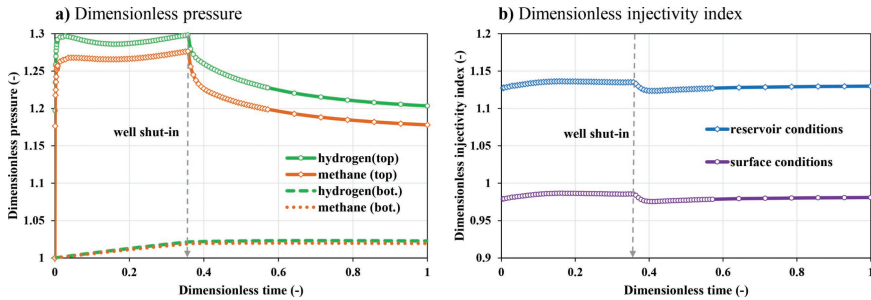 a) Dimensionless pressure
Dimensionless pressure (-)
1.3
1.25
1.2
1.15
1.1
1.05
1
well shut-in
hydrogen(top)
methane (top)
hydrogen(bot.)
methane (bot.)
0
0.2
0.4
0.6
0.8
1
Dimensionless time (-)
b) Dimensionless injectivity index
Dimensionless injectivity index (-)
1.2
1.15
1.1
1.05
1
0.95
0.9
well shut-in
reservoir conditions
surface conditions
0
0.2
0.4
0.6
0.8
1
Dimensionless time (-)